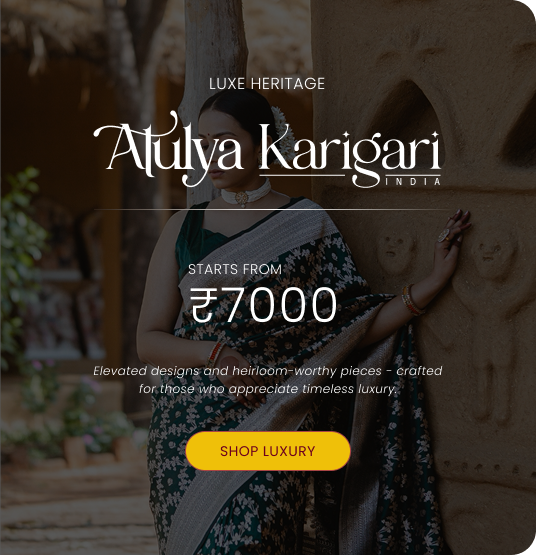 LUXE HERITAGE
Atulya Karigari
INDIA
STARTS FROM
₹7000
Elevated designs and heirloom-worthy pieces - crafted
for those who appreciate timeless luxury.
SHOP LUXURY